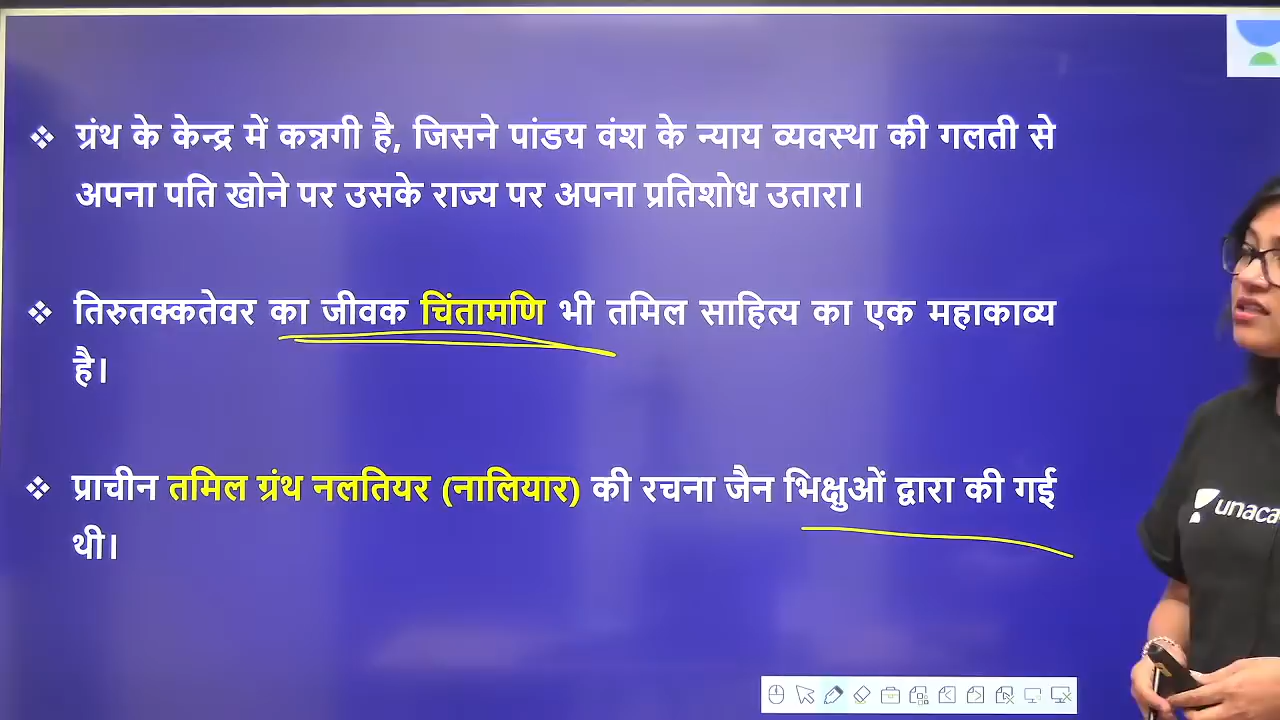 ❖ ग्रंथ के केन्द्र में कन्नगी है, जिसने पांडय वंश के न्याय व्यवस्था की गलती से
अपना पति खोने पर उसके राज्य पर अपना प्रतिशोध उतारा।
❖ तिरुतक्कतेवर का जीवक चिंतामणि भी तमिल साहित्य का एक महाकाव्य
है।
❖ प्राचीन तमिल ग्रंथ नलतियर (नालियार) की रचना जैन भिक्षुओं द्वारा की गई
थी।
unaca